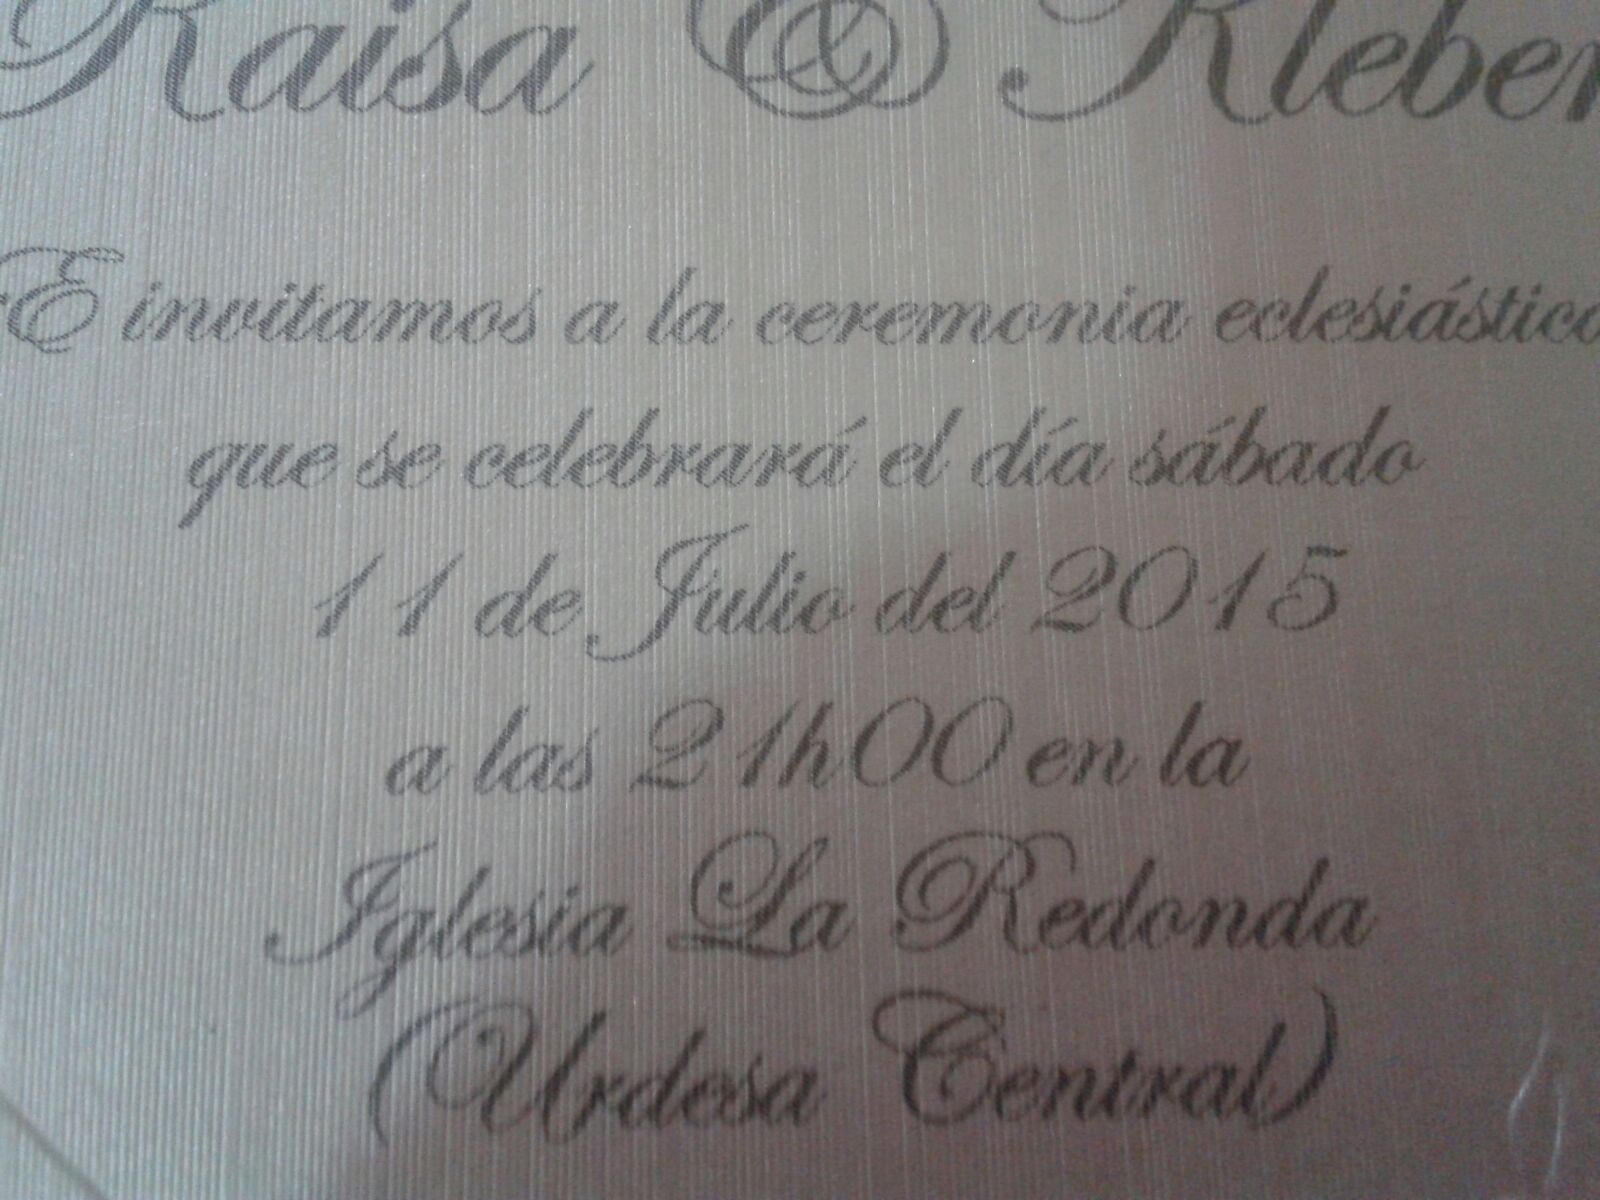 Raisa & Kleber
E invitamos a la ceremonia eclesiástica
que se celebrará el día sábado
11 de Julio del 2015
a las 21h00 en la
Iglesia La Redonda
(Urdesa Central)